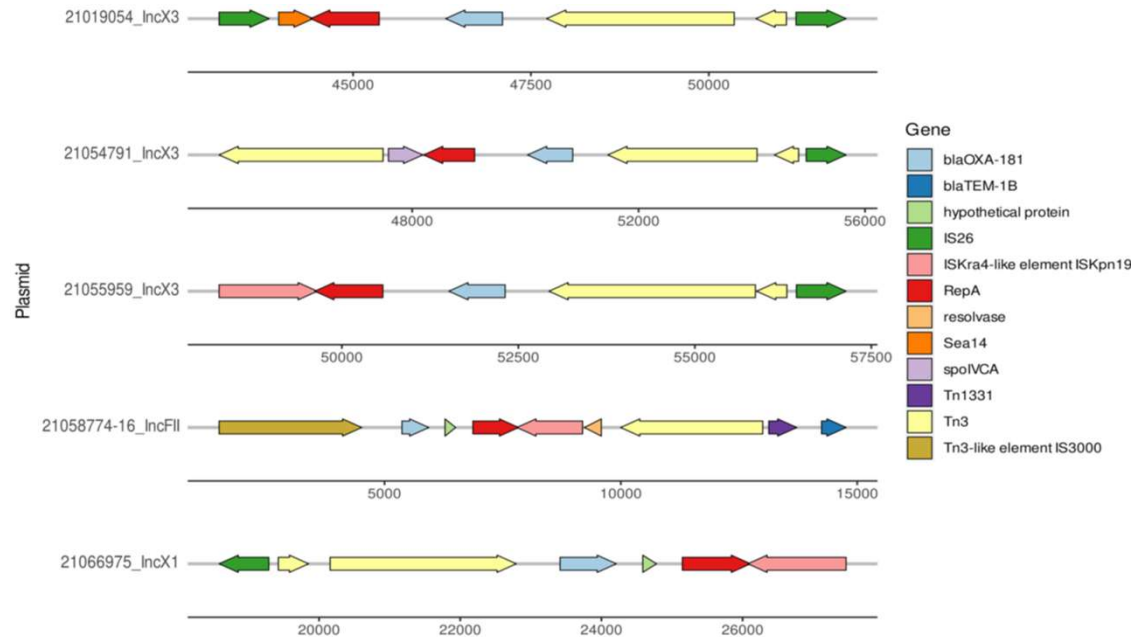 21019054_IncX3
45000 47500 50000
21054791_IncX3
48000 52000 56000
Plasmid
21055959_IncX3
50000 52500 55000 57500
21058774-16_IncFII
5000 10000 15000
21066975_IncX1
20000 22000 24000 26000
Gene
blaOXA-181
blaTEM-1B
hypothetical protein
IS26
ISKra4-like element ISKpn19
RepA
resolvase
Sea14
spoIVCA
Tn1331
Tn3
Tn3-like element IS3000